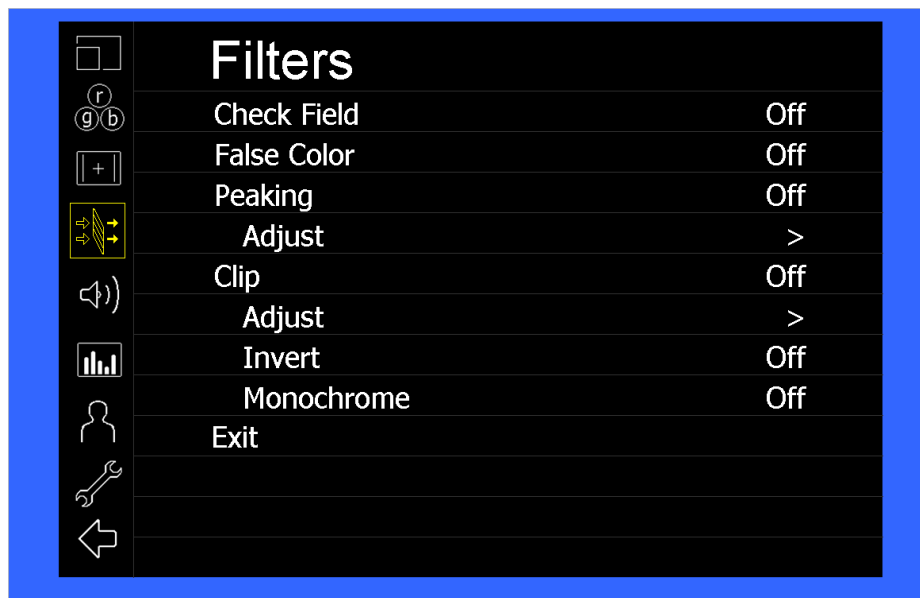 Filters
r
g b
Check Field Off
False Color Off
Peaking Off
Adjust >
Clip Off
Adjust >
Invert Off
Monochrome Off
Exit